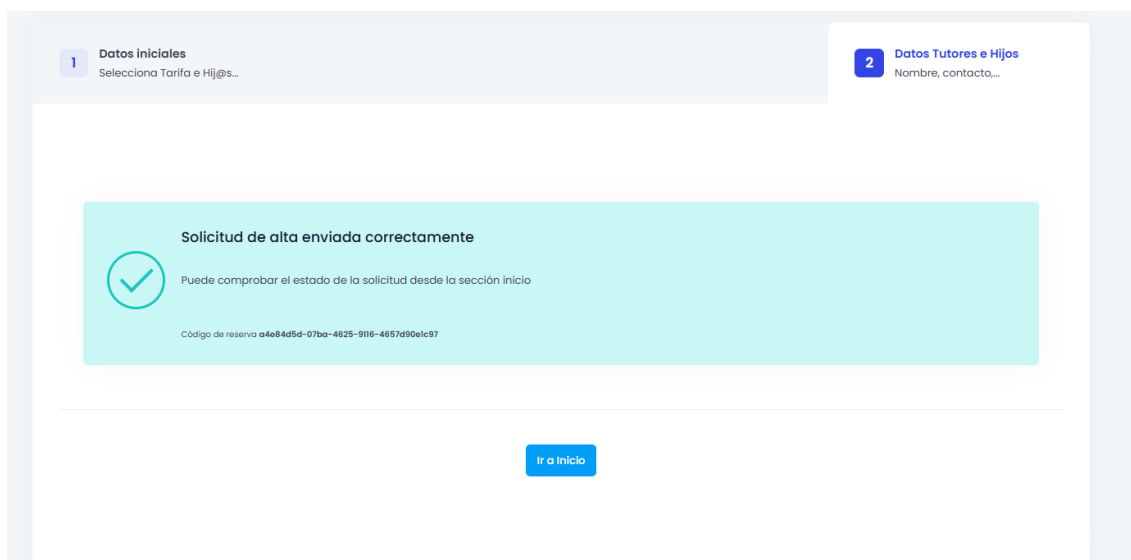 1
Datos iniciales
Selecciona Tarifa e Hij@s...
2
Datos Tutores e Hijos
Nombre, contacto,...
Solicitud de alta enviada correctamente
Puede comprobar el estado de la solicitud desde la sección inicio
Código de reserva a4e84d5d-07ba-4625-9116-4657d90e1c97
Ir a Inicio